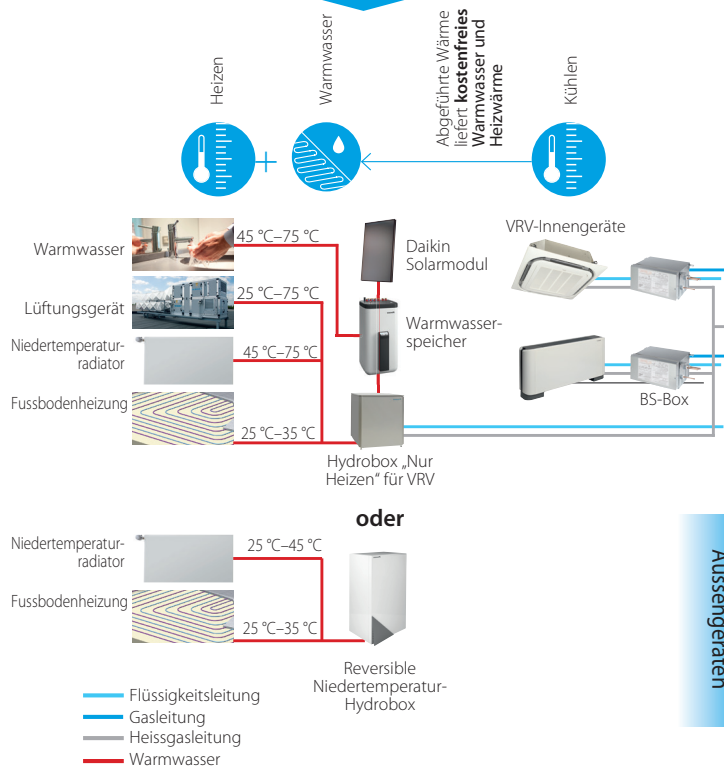 Heizen
Warmwasser
Abgeführte Wärme
liefert kostenfreies
Warmwasser und
Heizwärme
Kühlen
Warmwasser
45 °C–75 °C
Daikin
Solarmodul
VRV-Innengeräte
Lüftungsgerät
25 °C–75 °C
Warmwasser-
speicher
Niedertemperatur-
radiator
45 °C–75 °C
Fussbodenheizung
25 °C–35 °C
BS-Box
Hydrobox „Nur
Heizen“ für VRV
oder
Niedertemperatur-
radiator
25 °C–45 °C
Fussbodenheizung
25 °C–35 °C
Reversible
Niedertemperatur-
Hydrobox
Aussengeräten
Flüssigkeitsleitung
Gasleitung
Heissgasleitung
Warmwasser